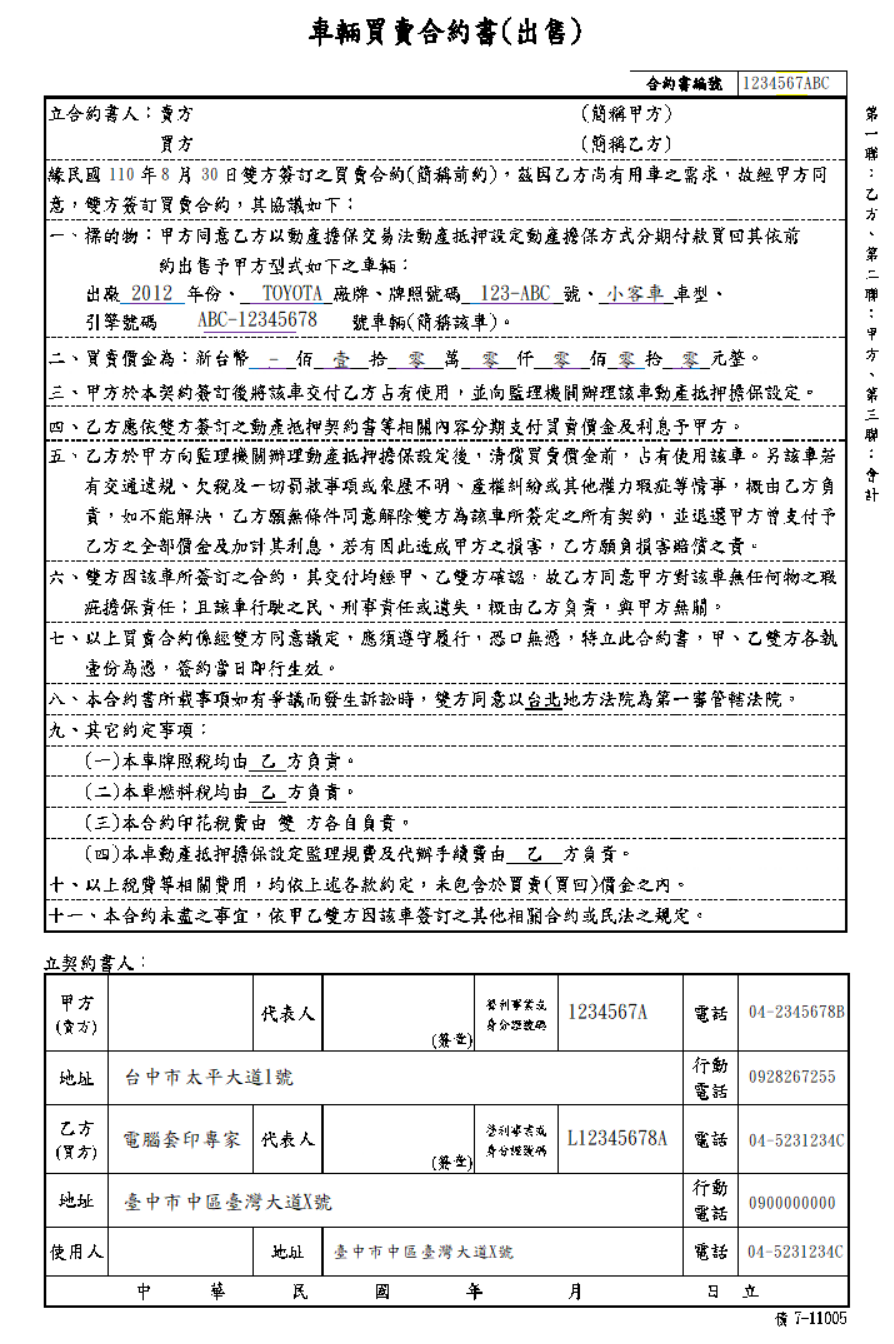 車輛買賣合約書(出售)
合約書編號 1234567ABC
立合約書人：賣方 (簡稱甲方)
買方 (簡稱乙方)
緣民國 110 年 8 月 30 日雙方簽訂之買賣合約(簡稱前約)，茲因乙方尚有用車之需求，故經甲方同
意，雙方簽訂買賣合約，其協議如下：
一、標的物：甲方同意乙方以動產擔保交易法動產抵押設定動產擔保方式分期付款買回其依前
約出售予甲方型式如下之車輛：
出廠 2012 年份、 TOYOTA 廠牌、牌照號碼 123-ABC 號、小客車 車型、
引擎號碼 ABC-12345678 號車輛(簡稱該車)。
二、買賣價金為：新台幣 - 佰 壹 拾 零 萬 零 仟 零 佰 零 拾 零 元整。
三、甲方於本契約簽訂後將該車交付乙方占有使用，並向監理機關辦理該車動產抵押擔保設定。
四、乙方應依雙方簽訂之動產抵押契約書等相關內容分期支付買賣價金及利息予甲方。
五、乙方於甲方向監理機關辦理動產抵押擔保設定後，清償買賣價金前，占有使用該車。另該車若
有交通違規、欠稅及一切罰款事項或來歷不明、產權糾紛或其他權力瑕疵等情事，概由乙方負
責，如不能解決，乙方願無條件同意解除雙方為該車所簽定之所有契約，並退還甲方曾支付予
乙方之全部價金及加計其利息，若有因此造成甲方之損害，乙方願負損害賠償之責。
六、雙方因該車所簽訂之合約，其交付均經甲、乙雙方確認，故乙方同意甲方對該車無任何物之瑕
疵擔保責任；且該車行駛之民、刑事責任或遺失，概由乙方負責，與甲方無關。
七、以上買賣合約係經雙方同意議定，應須遵守履行，恐口無憑，特立此合約書，甲、乙雙方各執
壹份為憑，簽約當日即行生效。
八、本合約書所載事項如有爭議而發生訴訟時，雙方同意以台北地方法院為第一審管轄法院。
九、其它約定事項：
(一)本車牌照稅均由 乙 方負責。
(二)本車燃料稅均由 乙 方負責。
(三)本合約印花稅費由 雙 方各自負責。
(四)本車動產抵押擔保設定監理規費及代辦手續費由 乙 方負責。
十、以上稅費等相關費用，均依上述各款約定，未包含於買賣(買回)價金之內。
十一、本合約未盡之事宜，依甲乙雙方因該車簽訂之其他相關合約或民法之規定。
第一聯：乙方、第二聯：甲方、第三聯：會計
立契約書人：
甲方
(賣方)
代表人
(簽章)
營利事業或
身分證號碼
1234567A
電話
04-2345678B
地址
台中市太平大道1號
行動
電話
0928267255
乙方
(買方)
電腦套印專家
代表人
(簽章)
營利事業或
身分證號碼
L12345678A
電話
04-5231234C
地址
臺中市中區臺灣大道X號
行動
電話
0900000000
使用人
地址
臺中市中區臺灣大道X號
電話
04-5231234C
中 華 民 國 年 月 日 立
債 7-11005